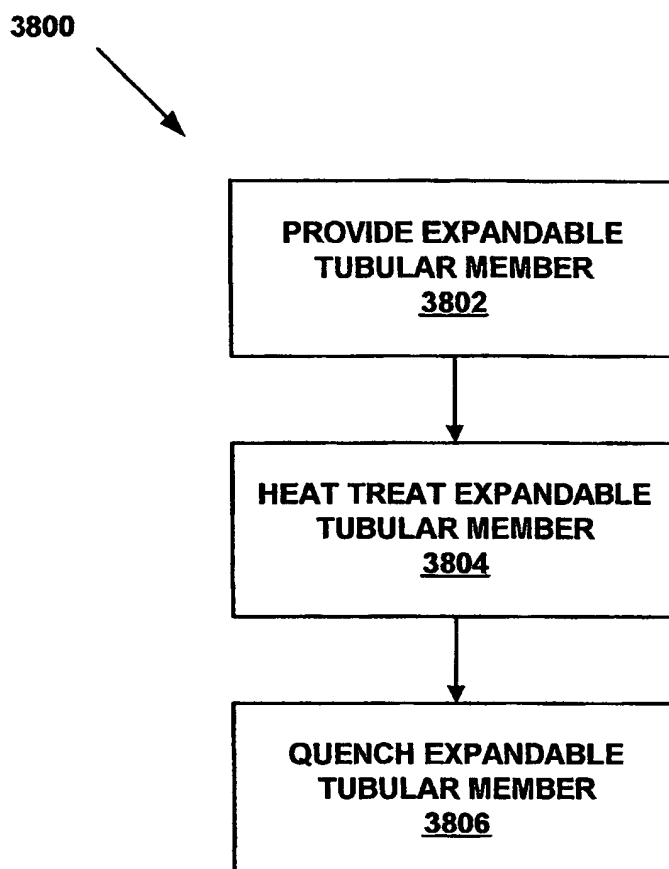 3800
PROVIDE EXPANDABLE
TUBULAR MEMBER
3802
HEAT TREAT EXPANDABLE
TUBULAR MEMBER
3804
QUENCH EXPANDABLE
TUBULAR MEMBER
3806